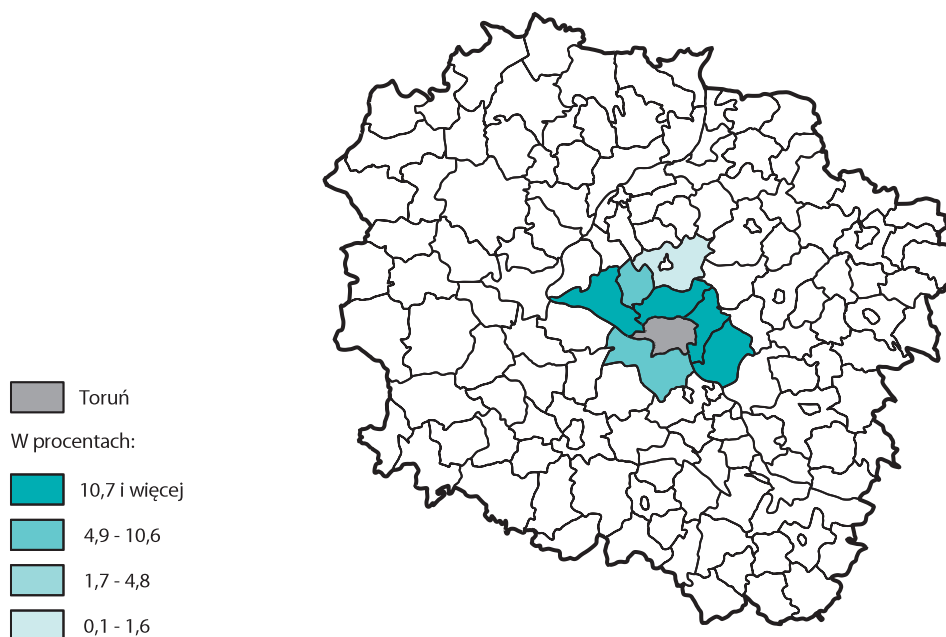 Toruń
W procentach:
10,7 i więcej
4,9 - 10,6
1,7 - 4,8
0,1 - 1,6